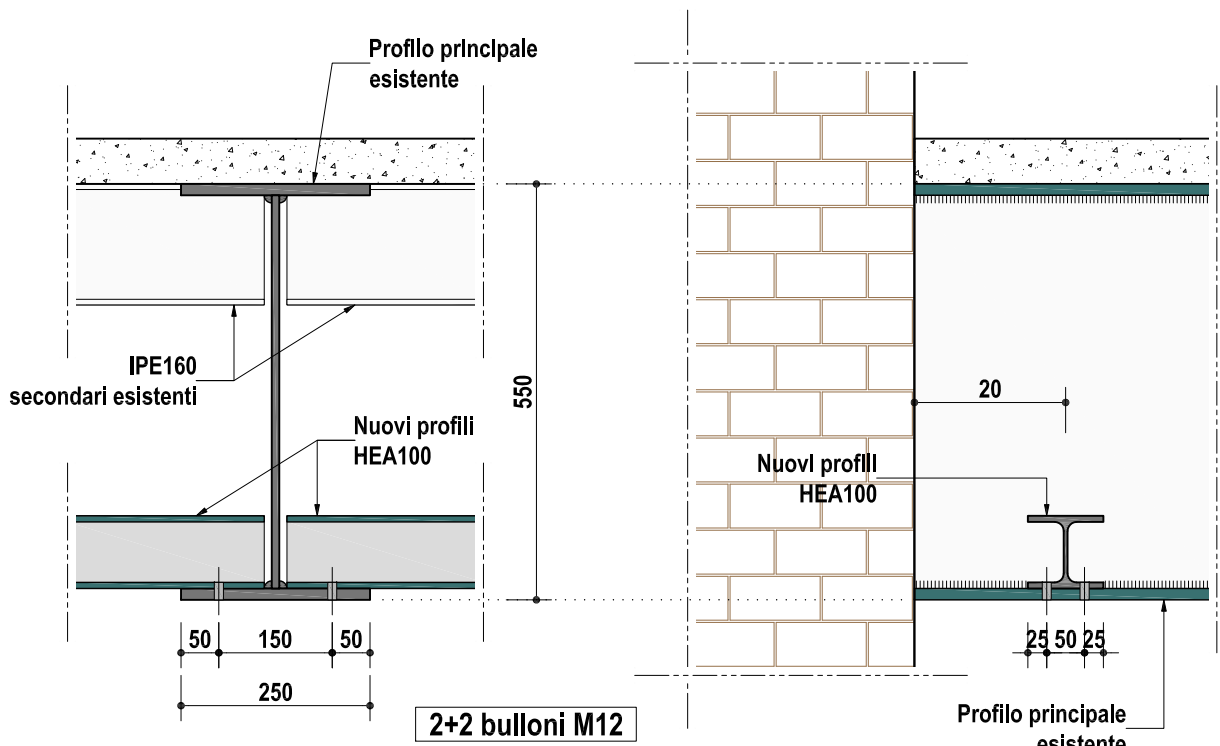 Profilo principale
esistente
IPE160
secondari esistenti
Nuovi profili
HEA100
550
20
Nuovi profili
HEA100
50
150
50
250
25
50
25
2+2 bulloni M12
Profilo principale
esistente